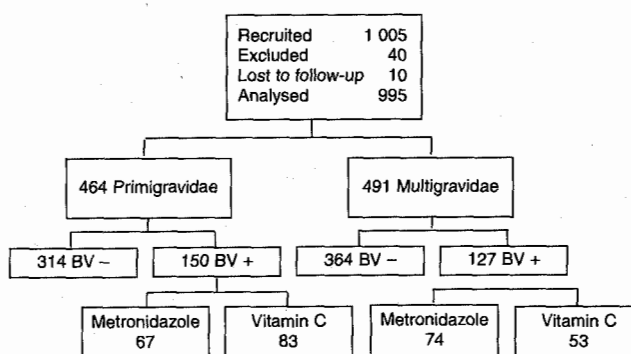 Recruited 1 005
Excluded 40
Lost to follow-up 10
Analysed 995
464 Primigravidae
491 Multigravidae
314 BV –
150 BV +
364 BV –
127 BV +
Metronidazole
67
Vitamin C
83
Metronidazole
74
Vitamin C
53